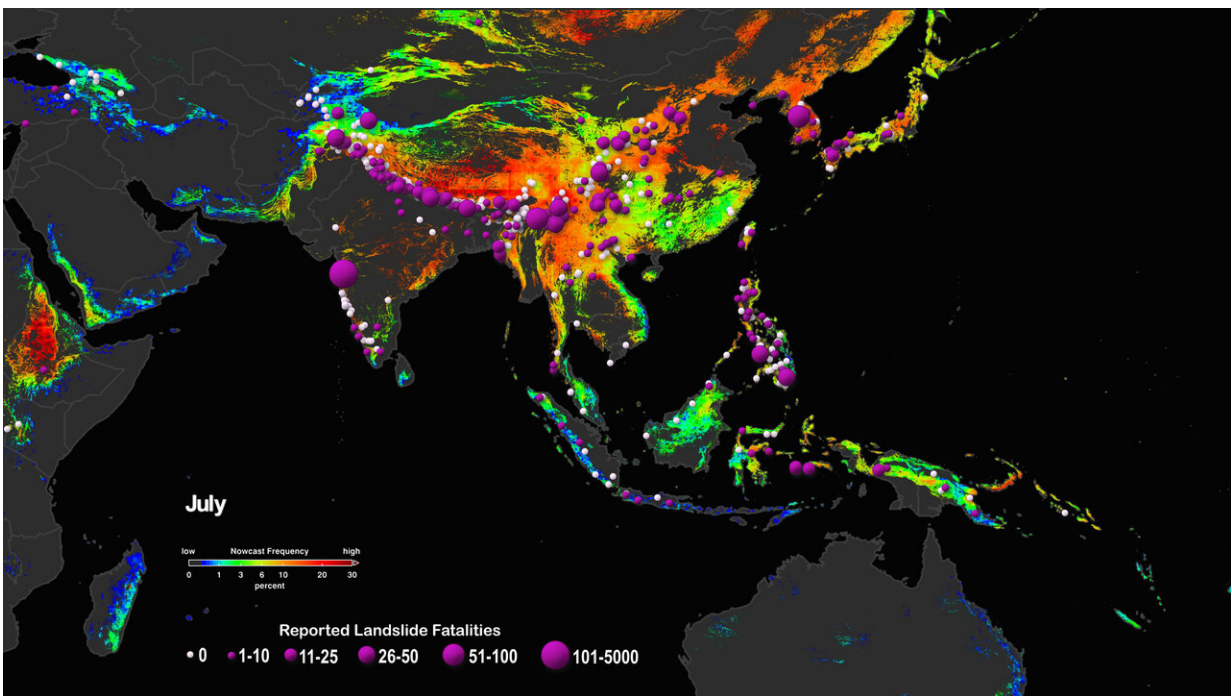 July
low Nowcast Frequency high
0 1 3 6 10 20 30
percent
Reported Landslide Fatalities
0 1-10 11-25 26-50 51-100 101-5000